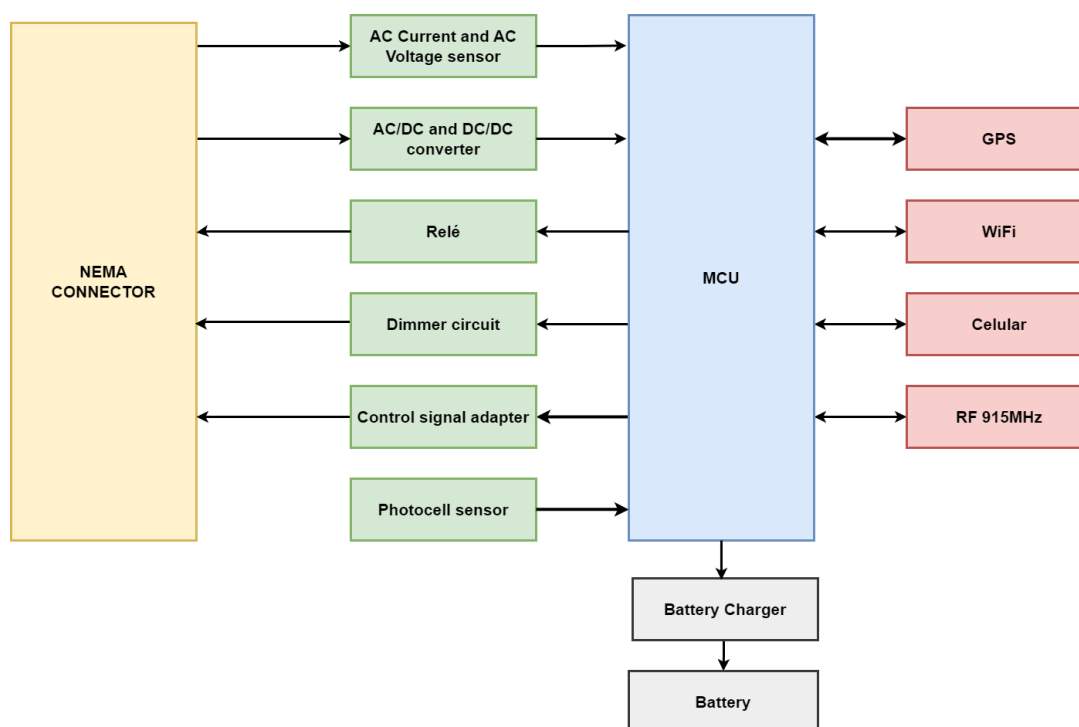 AC Current and AC
Voltage sensor
AC/DC and DC/DC
converter
GPS
Relé
WiFi
NEMA
CONNECTOR
MCU
Dimmer circuit
Celular
Control signal adapter
RF 915MHz
Photocell sensor
Battery Charger
Battery